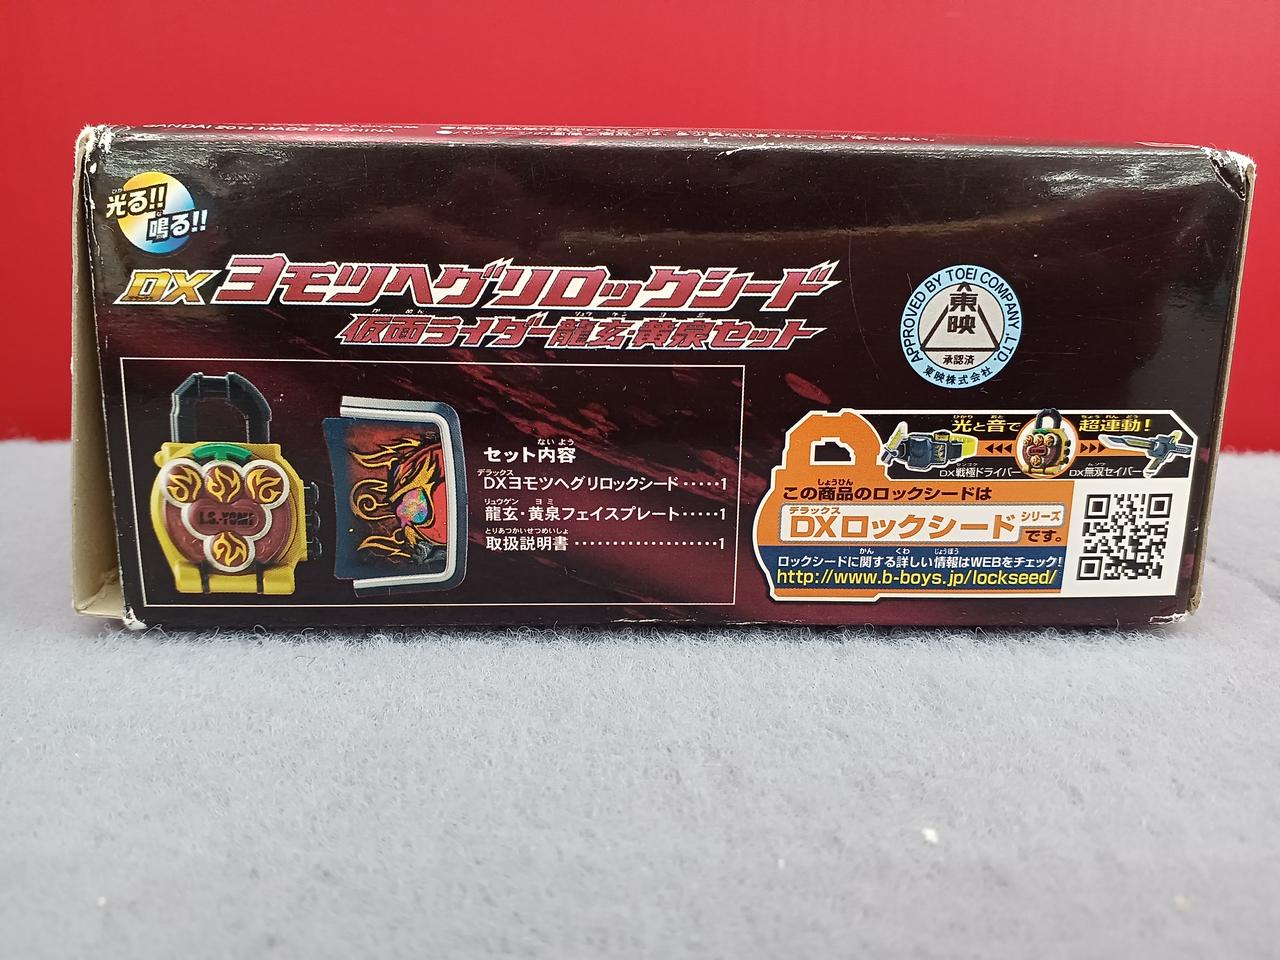 BANDAI 2014 MADE IN CHINA
光る!!
鳴る!!
DX ヨモツヘグリロックシード
仮面ライダー龍玄・黄泉セット
APPROVED BY TOEI COMPANY, LTD.
東映
承認済
東映株式会社
I.S.-YOMI
セット内容
DXヨモツヘグリロックシード・・・・・1
龍玄・黄泉フェイスプレート・・・・・1
取扱説明書・・・・・・・・・・・・・・・・1
光と音で 超連動!
DX戦極ドライバー DX無双セイバー
この商品のロックシードは
DXロックシードシリーズ
です。
ロックシードに関する詳しい情報はWEBをチェック!
http://www.b-boys.jp/lockseed/